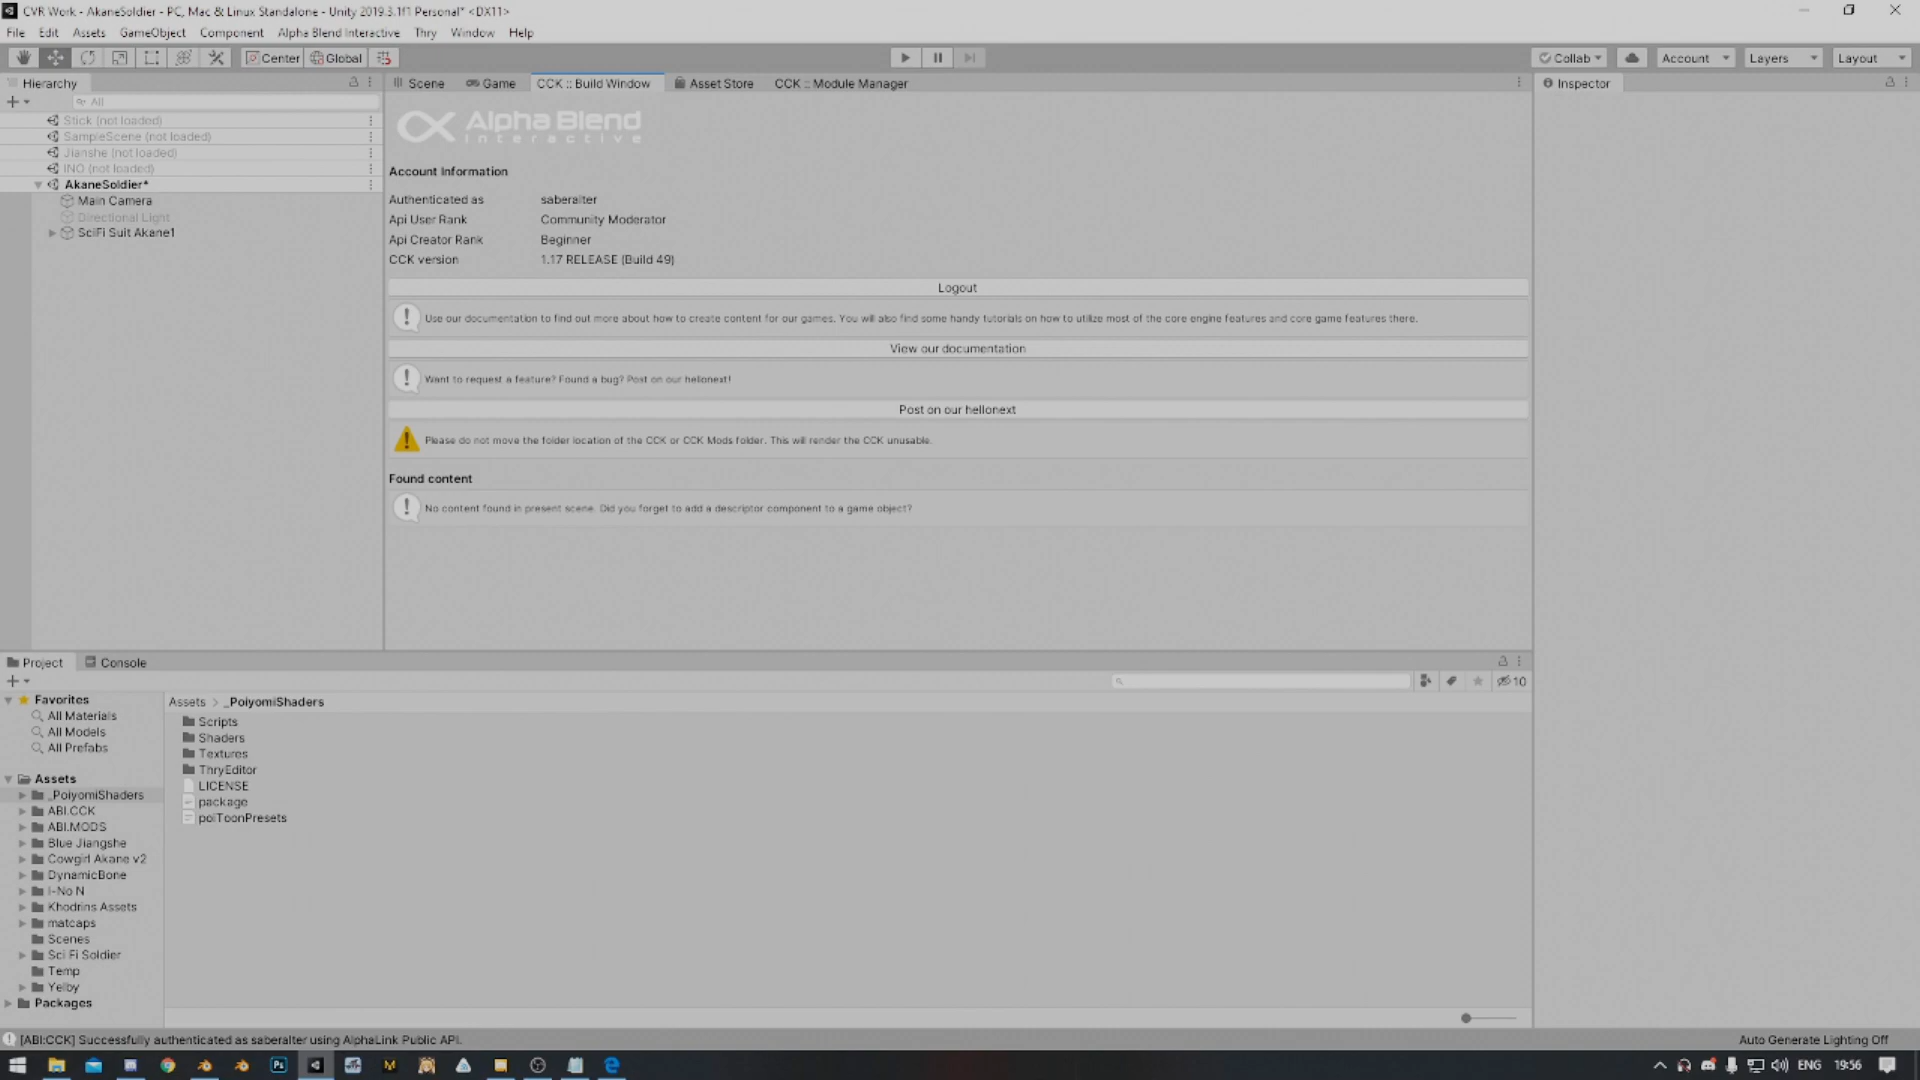 CVR Work - AkaneSoldier - PC, Mac & Linux Standalone - Unity 2019.3.1f1 Personal* <DX11>
File Edit Assets GameObject Component Alpha Blend Interactive Thry Window Help
Center Global Collab Account Layers Layout
Hierarchy
All
Stick (not loaded)
SampleScene (not loaded)
Jianshe (not loaded)
INO (not loaded)
AkaneSoldier*
Main Camera
Directional Light
SciFi Suit Akane1
Scene Game CCK :: Build Window Asset Store CCK :: Module Manager
Alpha Blend
Interactive
Account Information
Authenticated as saberalter
Api User Rank Community Moderator
Api Creator Rank Beginner
CCK version 1.17 RELEASE (Build 49)
Logout
Use our documentation to find out more about how to create content for our games. You will also find some handy tutorials on how to utilize most of the core engine features and core game features there.
View our documentation
Want to request a feature? Found a bug? Post on our hellonext!
Post on our hellonext
Please do not move the folder location of the CCK or CCK Mods folder. This will render the CCK unusable.
Found content
No content found in present scene. Did you forget to add a descriptor component to a game object?
Inspector
Project Console
10
Favorites
All Materials
All Models
All Prefabs
Assets
_PoiyomiShaders
ABI.CCK
ABI.MODS
Blue Jiangshe
Cowgirl Akane v2
DynamicBone
I-No N
Khodrins Assets
matcaps
Scenes
Sci Fi Soldier
Temp
Yelby
Packages
Assets > _PoiyomiShaders
Scripts
Shaders
Textures
ThryEditor
LICENSE
package
poiToonPresets
[ABI:CCK] Successfully authenticated as saberalter using AlphaLink Public API.
Auto Generate Lighting Off
Ps
M
ENG 19:56